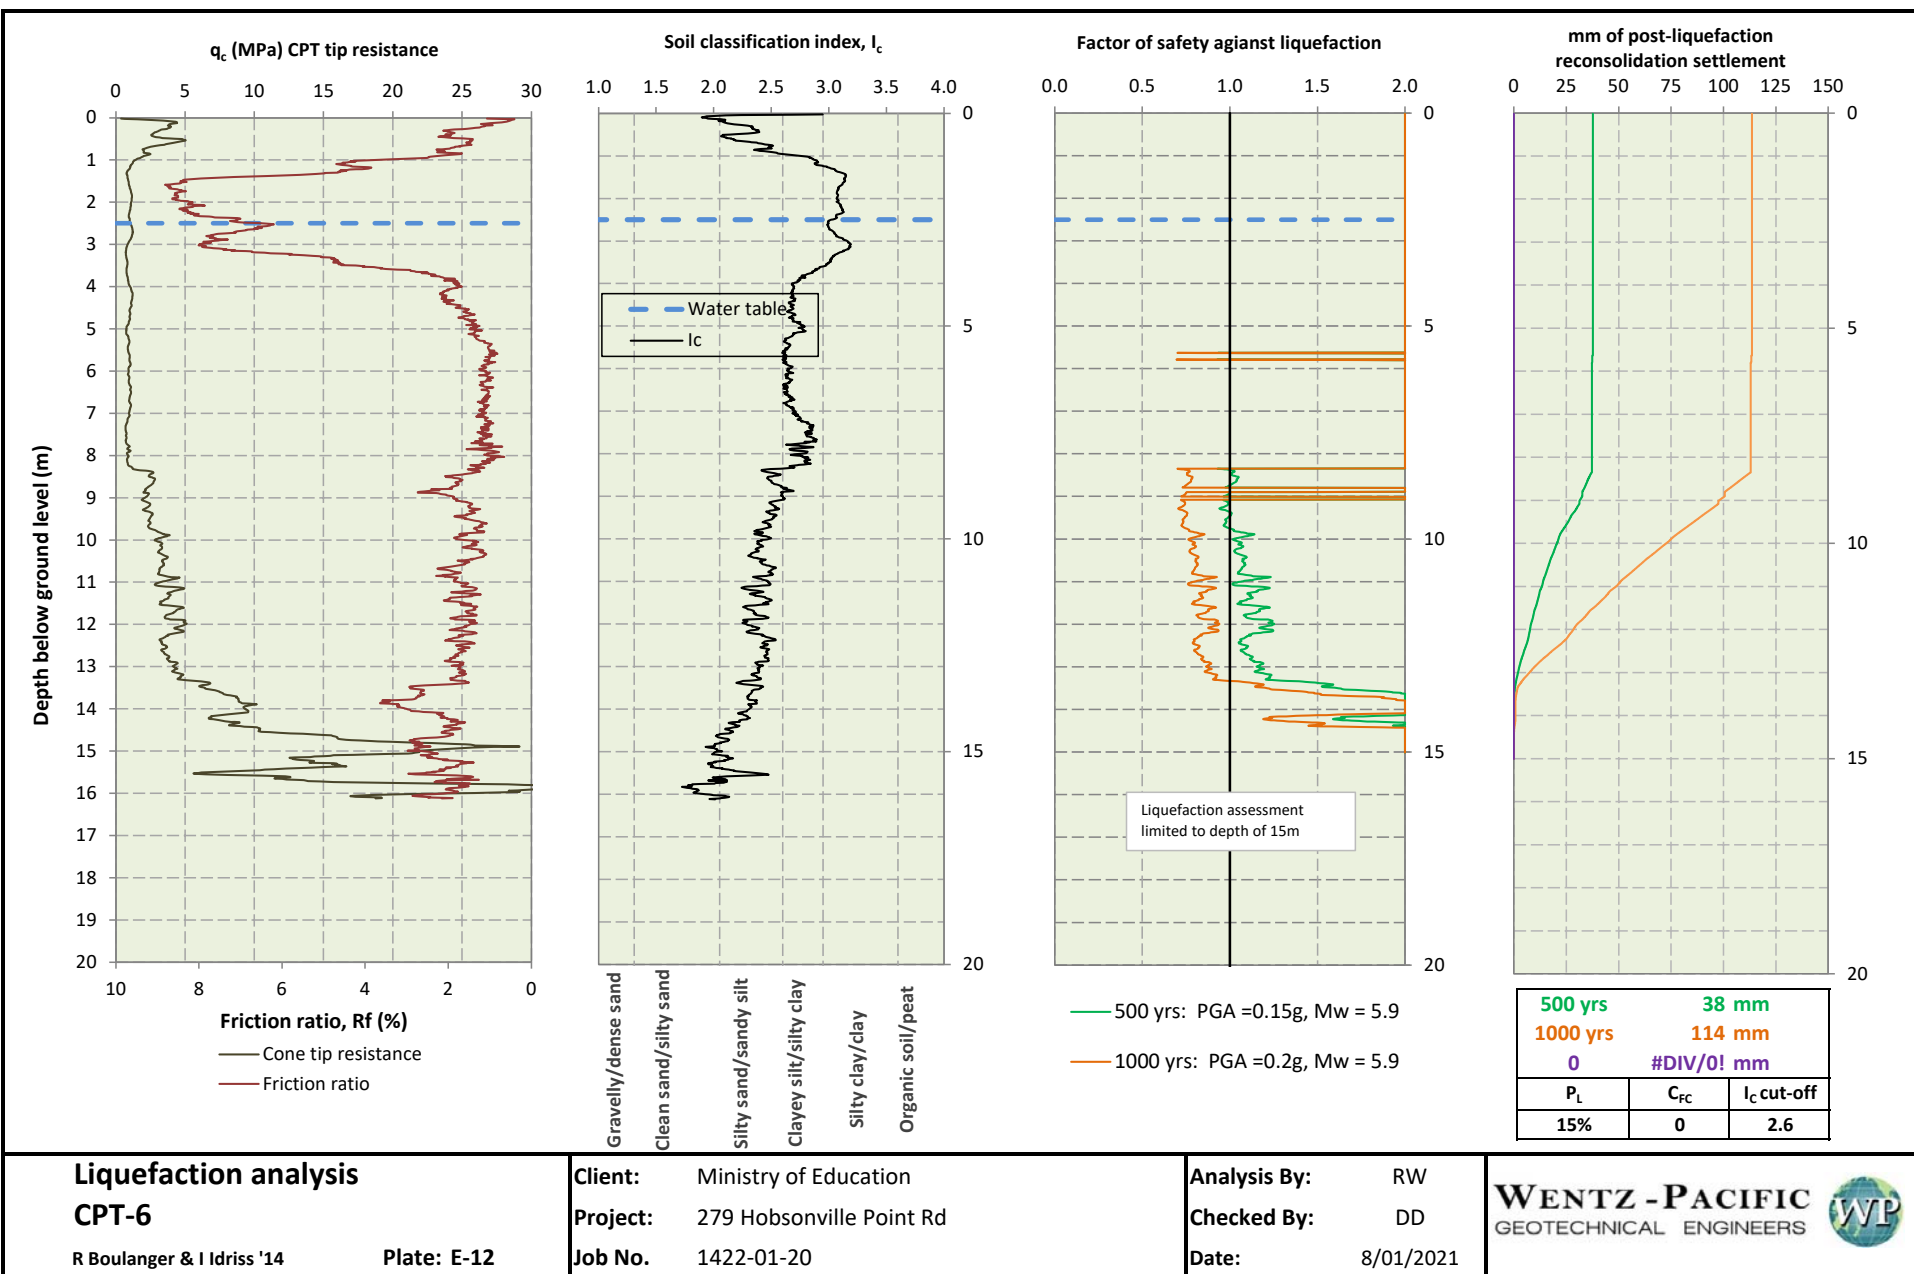 q_c (MPa) CPT tip resistance
0 5 10 15 20 25 30
0
1
2
3
4
5
6
7
8
9
10
11
12
13
14
15
16
17
18
19
20
10 8 6 4 2 0
Depth below ground level (m)
Friction ratio, Rf (%)
Cone tip resistance
Friction ratio
Soil classification index, I_c
1.0 1.5 2.0 2.5 3.0 3.5 4.0
0
5
10
15
20
Water table
Ic
Gravelly/dense sand
Clean sand/silty sand
Silty sand/sandy silt
Clayey silt/silty clay
Silty clay/clay
Organic soil/peat
Factor of safety agianst liquefaction
0.0 0.5 1.0 1.5 2.0
0
5
10
15
20
Liquefaction assessment
limited to depth of 15m
500 yrs: PGA =0.15g, Mw = 5.9
1000 yrs: PGA =0.2g, Mw = 5.9
mm of post-liquefaction
reconsolidation settlement
0 25 50 75 100 125 150
0
5
10
15
20
500 yrs 38 mm
1000 yrs 114 mm
0 #DIV/0! mm
P_L C_FC I_C cut-off
15% 0 2.6
Liquefaction analysis
CPT-6
R Boulanger & I Idriss '14 Plate: E-12
Client: Ministry of Education
Project: 279 Hobsonville Point Rd
Job No. 1422-01-20
Analysis By: RW
Checked By: DD
Date: 8/01/2021
WENTZ-PACIFIC
GEOTECHNICAL ENGINEERS
WP